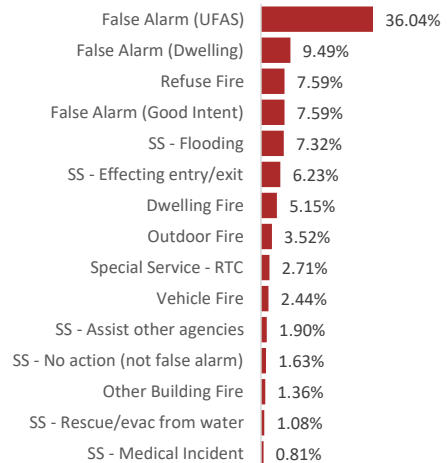 False Alarm (UFAS) 36.04%
False Alarm (Dwelling) 9.49%
Refuse Fire 7.59%
False Alarm (Good Intent) 7.59%
SS - Flooding 7.32%
SS - Effecting entry/exit 6.23%
Dwelling Fire 5.15%
Outdoor Fire 3.52%
Special Service - RTC 2.71%
Vehicle Fire 2.44%
SS - Assist other agencies 1.90%
SS - No action (not false alarm) 1.63%
Other Building Fire 1.36%
SS - Rescue/evac from water 1.08%
SS - Medical Incident 0.81%